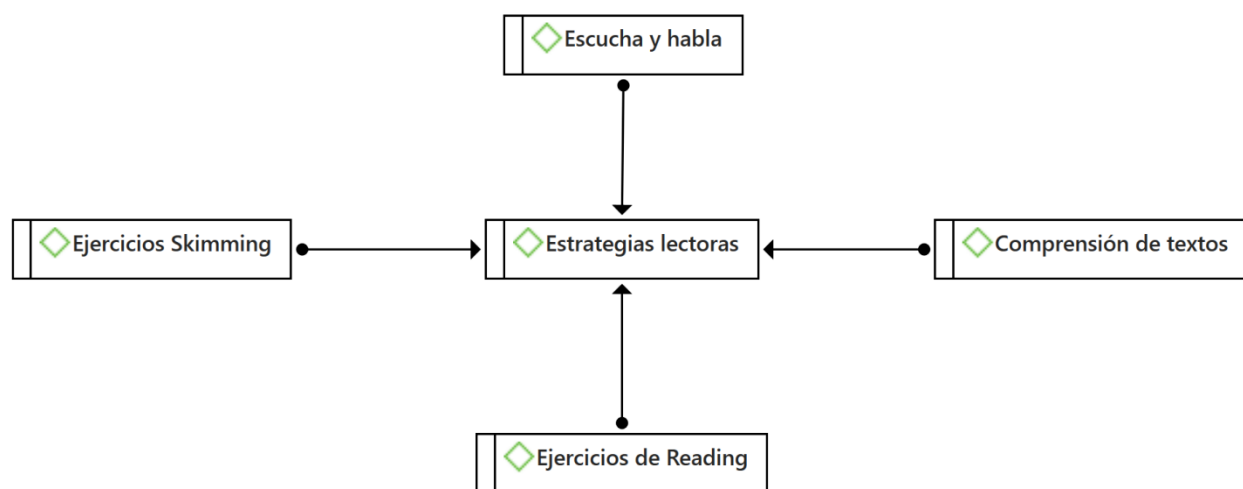 Escucha y habla
Ejercicios Skimming
Estrategias lectoras
Comprensión de textos
Ejercicios de Reading